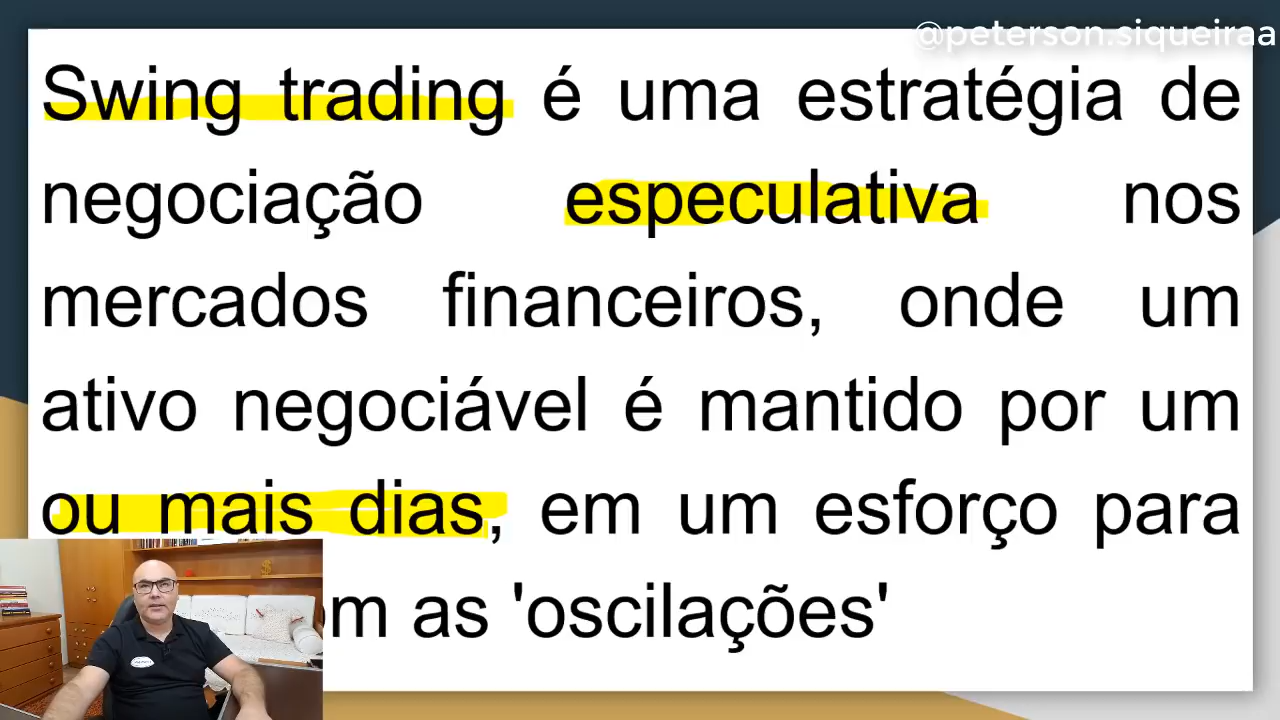 @peterson.siqueiraa
Swing trading é uma estratégia de
negociação especulativa nos
mercados financeiros, onde um
ativo negociável é mantido por um
ou mais dias, em um esforço para
om as 'oscilações'